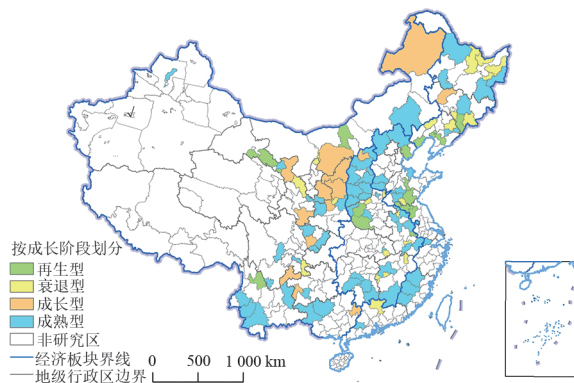 按成长阶段划分
再生型
衰退型
成长型
成熟型
非研究区
经济板块界线
地级行政区边界
0 500 1 000 km